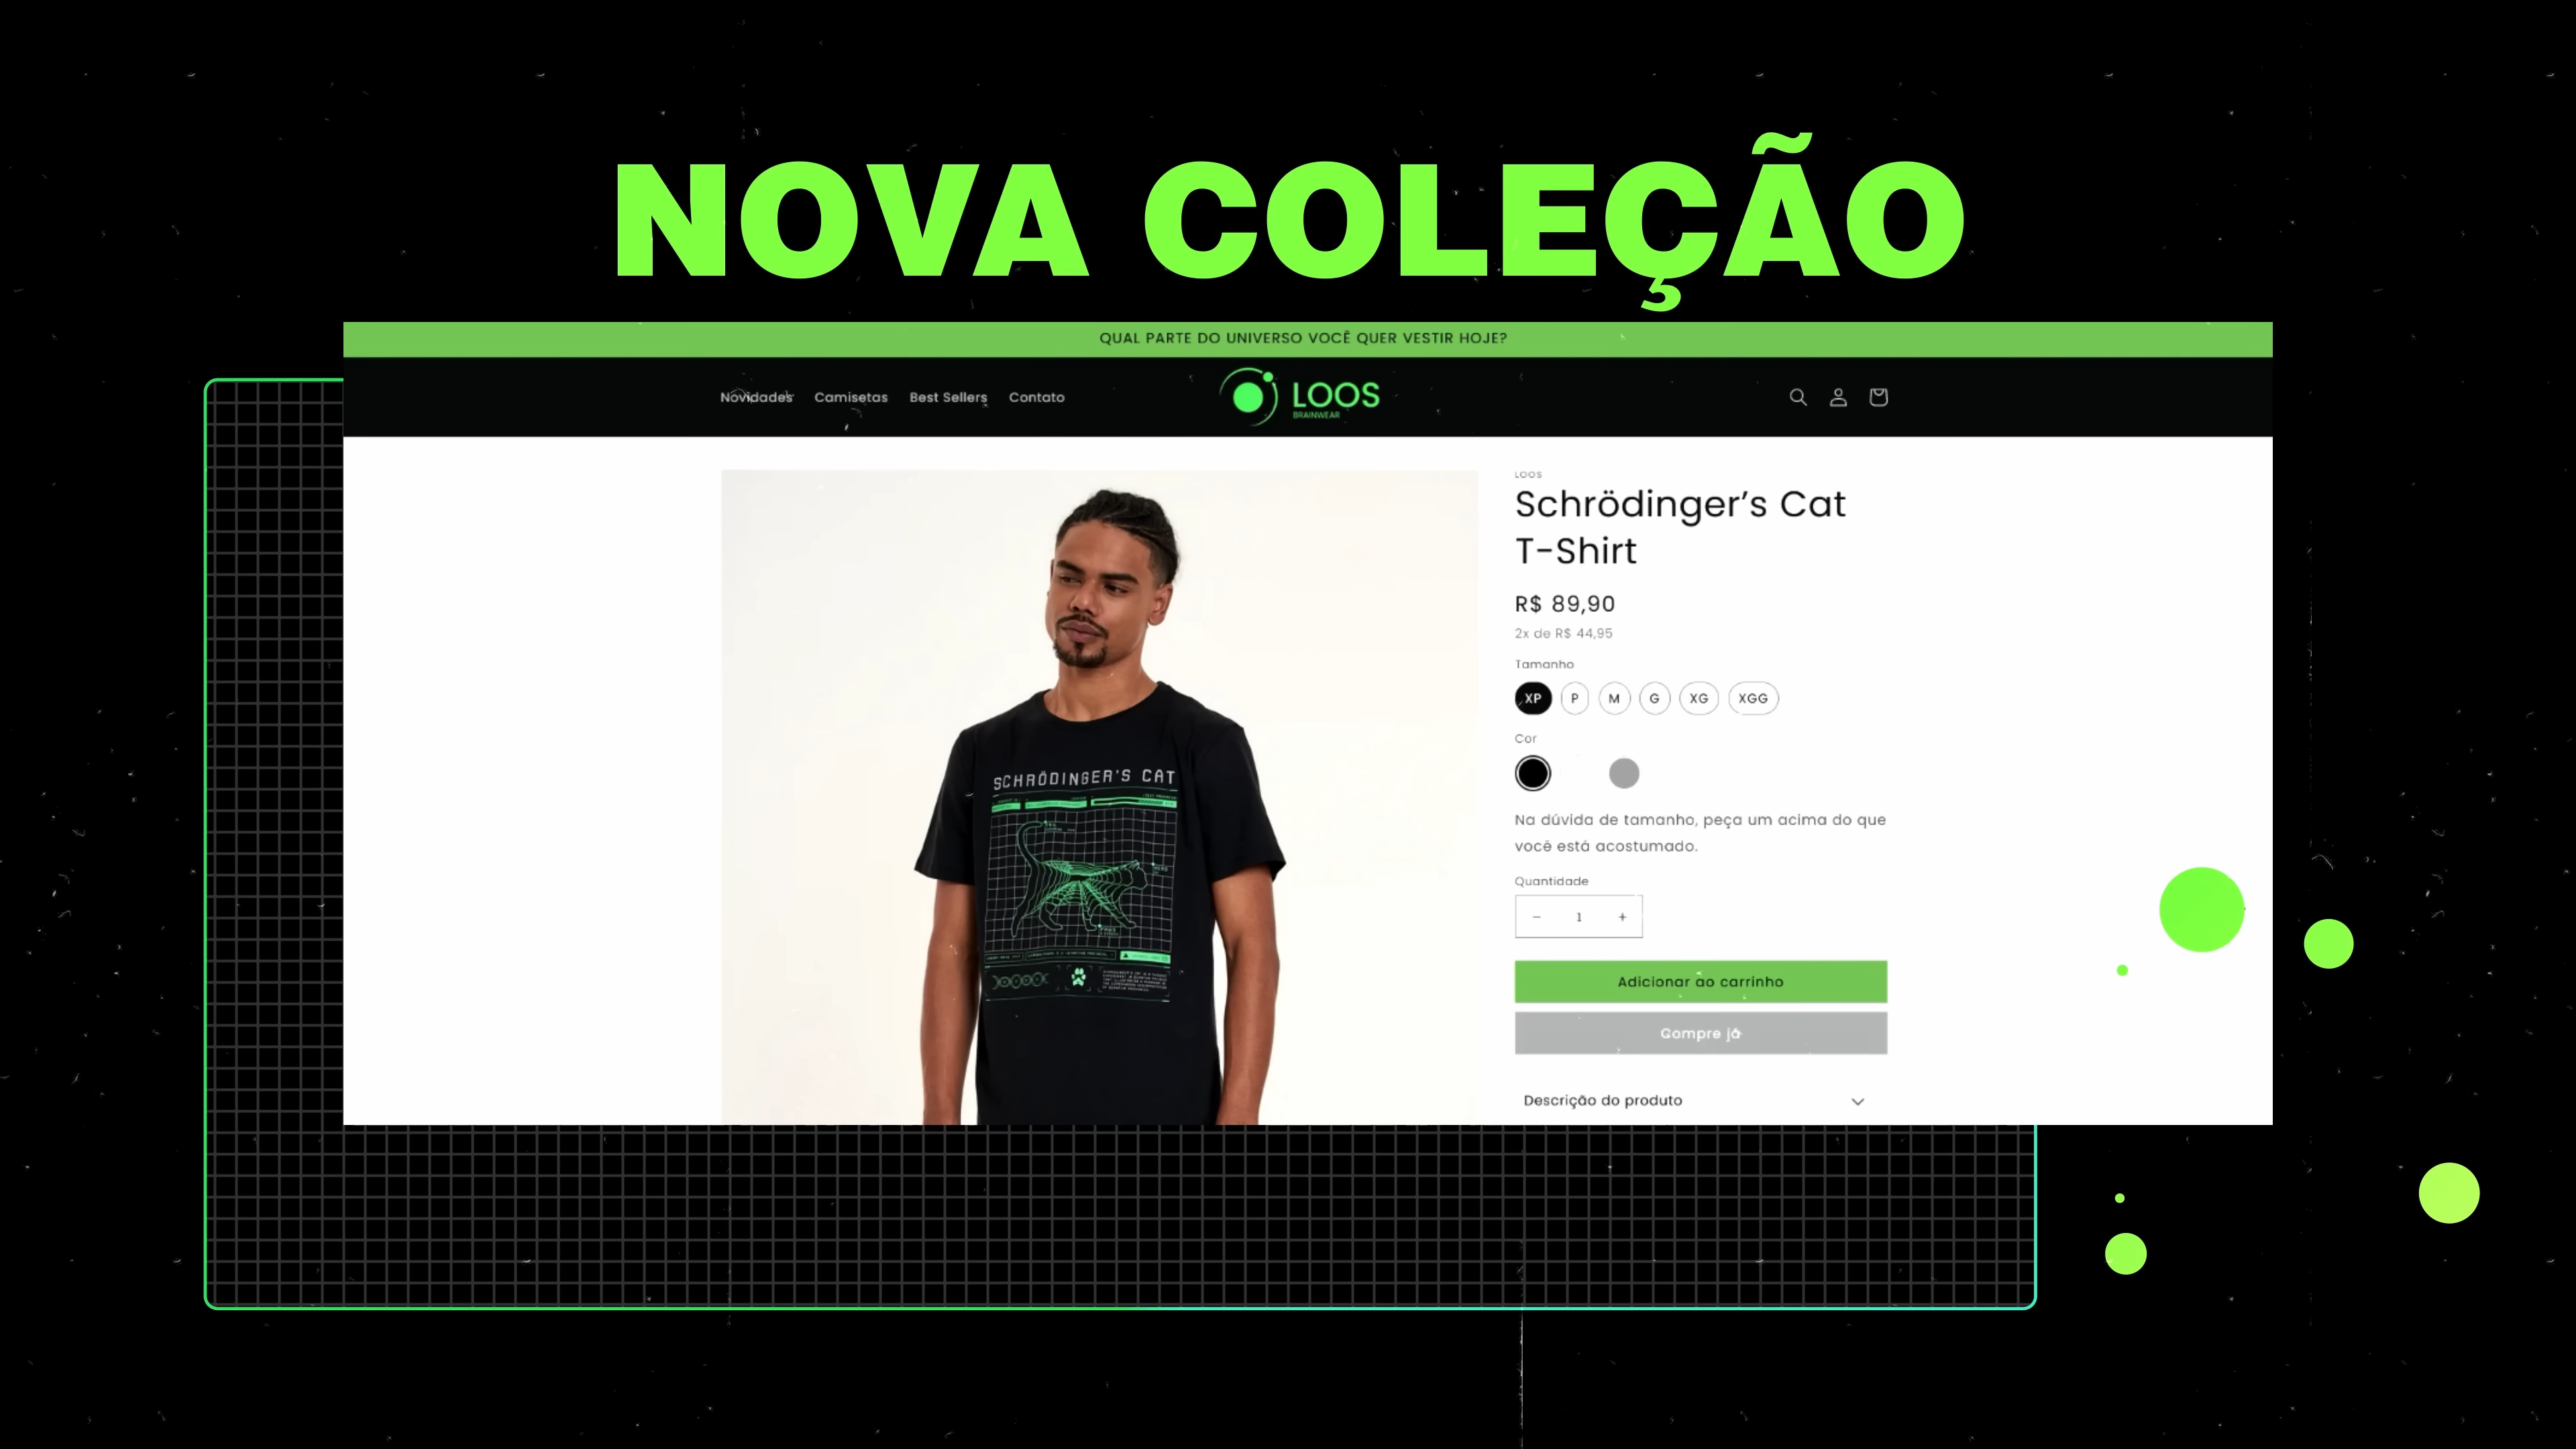 NOVA COLEÇÃO
QUAL PARTE DO UNIVERSO VOCÊ QUER VESTIR HOJE?
Novidades Camisetas Best Sellers Contato
LOOS
BRAINWEAR
LOOS
Schrödinger’s Cat
T-Shirt
R$ 89,90
2x de R$ 44,95
Tamanho
XP P M G XG XGG
Cor
Na dúvida de tamanho, peça um acima do que
você está acostumado.
Quantidade
− 1 +
Adicionar ao carrinho
Compre já
Descrição do produto
SCHRÖDINGER'S CAT